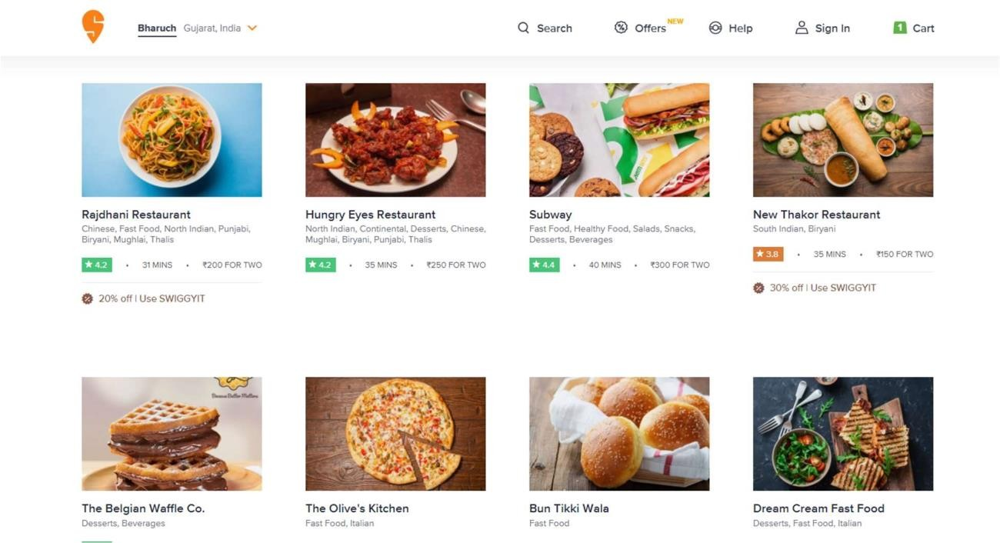 Bharuch Gujarat, India Search Offers NEW Help Sign In 1 Cart
Rajdhani Restaurant
Chinese, Fast Food, North Indian, Punjabi,
Biryani, Mughlai, Thalis
★ 4.2 • 31 MINS • ₹200 FOR TWO
20% off | Use SWIGGYIT
Hungry Eyes Restaurant
North Indian, Continental, Desserts, Chinese,
Mughlai, Biryani, Punjabi, Thalis
★ 4.2 • 35 MINS • ₹250 FOR TWO
Subway
Fast Food, Healthy Food, Salads, Snacks,
Desserts, Beverages
★ 4.4 • 40 MINS • ₹300 FOR TWO
New Thakor Restaurant
South Indian, Biryani
★ 3.8 • 35 MINS • ₹150 FOR TWO
30% off | Use SWIGGYIT
The Belgian Waffle Co.
Desserts, Beverages
The Olive's Kitchen
Fast Food, Italian
Bun Tikki Wala
Fast Food
Dream Cream Fast Food
Desserts, Fast Food, Italian